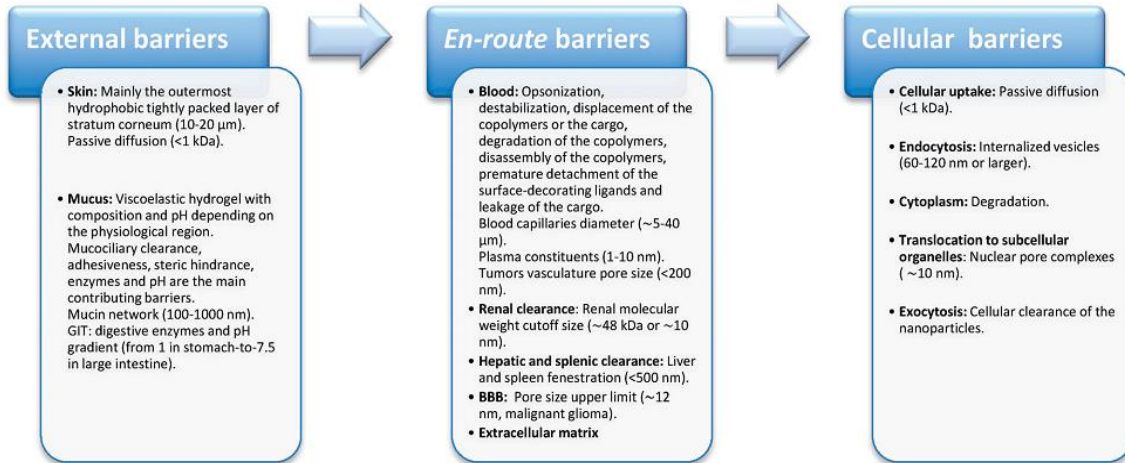 External barriers
• Skin: Mainly the outermost
hydrophobic tightly packed layer of
stratum corneum (10-20 µm).
Passive diffusion (<1 kDa).
• Mucus: Viscoelastic hydrogel with
composition and pH depending on
the physiological region.
Mucociliary clearance,
adhesiveness, steric hindrance,
enzymes and pH are the main
contributing barriers.
Mucin network (100-1000 nm).
GIT: digestive enzymes and pH
gradient (from 1 in stomach-to-7.5
in large intestine).
En-route barriers
• Blood: Opsonization,
destabilization, displacement of the
copolymers or the cargo,
degradation of the copolymers,
disassembly of the copolymers,
premature detachment of the
surface-decorating ligands and
leakage of the cargo.
Blood capillaries diameter (~5-40
µm).
Plasma constituents (1-10 nm).
Tumors vasculature pore size (<200
nm).
• Renal clearance: Renal molecular
weight cutoff size (~48 kDa or ~10
nm).
• Hepatic and splenic clearance: Liver
and spleen fenestration (<500 nm).
• BBB: Pore size upper limit (~12
nm, malignant glioma).
• Extracellular matrix
Cellular barriers
• Cellular uptake: Passive diffusion
(<1 kDa).
• Endocytosis: Internalized vesicles
(60-120 nm or larger).
• Cytoplasm: Degradation.
• Translocation to subcellular
organelles: Nuclear pore complexes
( ~10 nm).
• Exocytosis: Cellular clearance of the
nanoparticles.